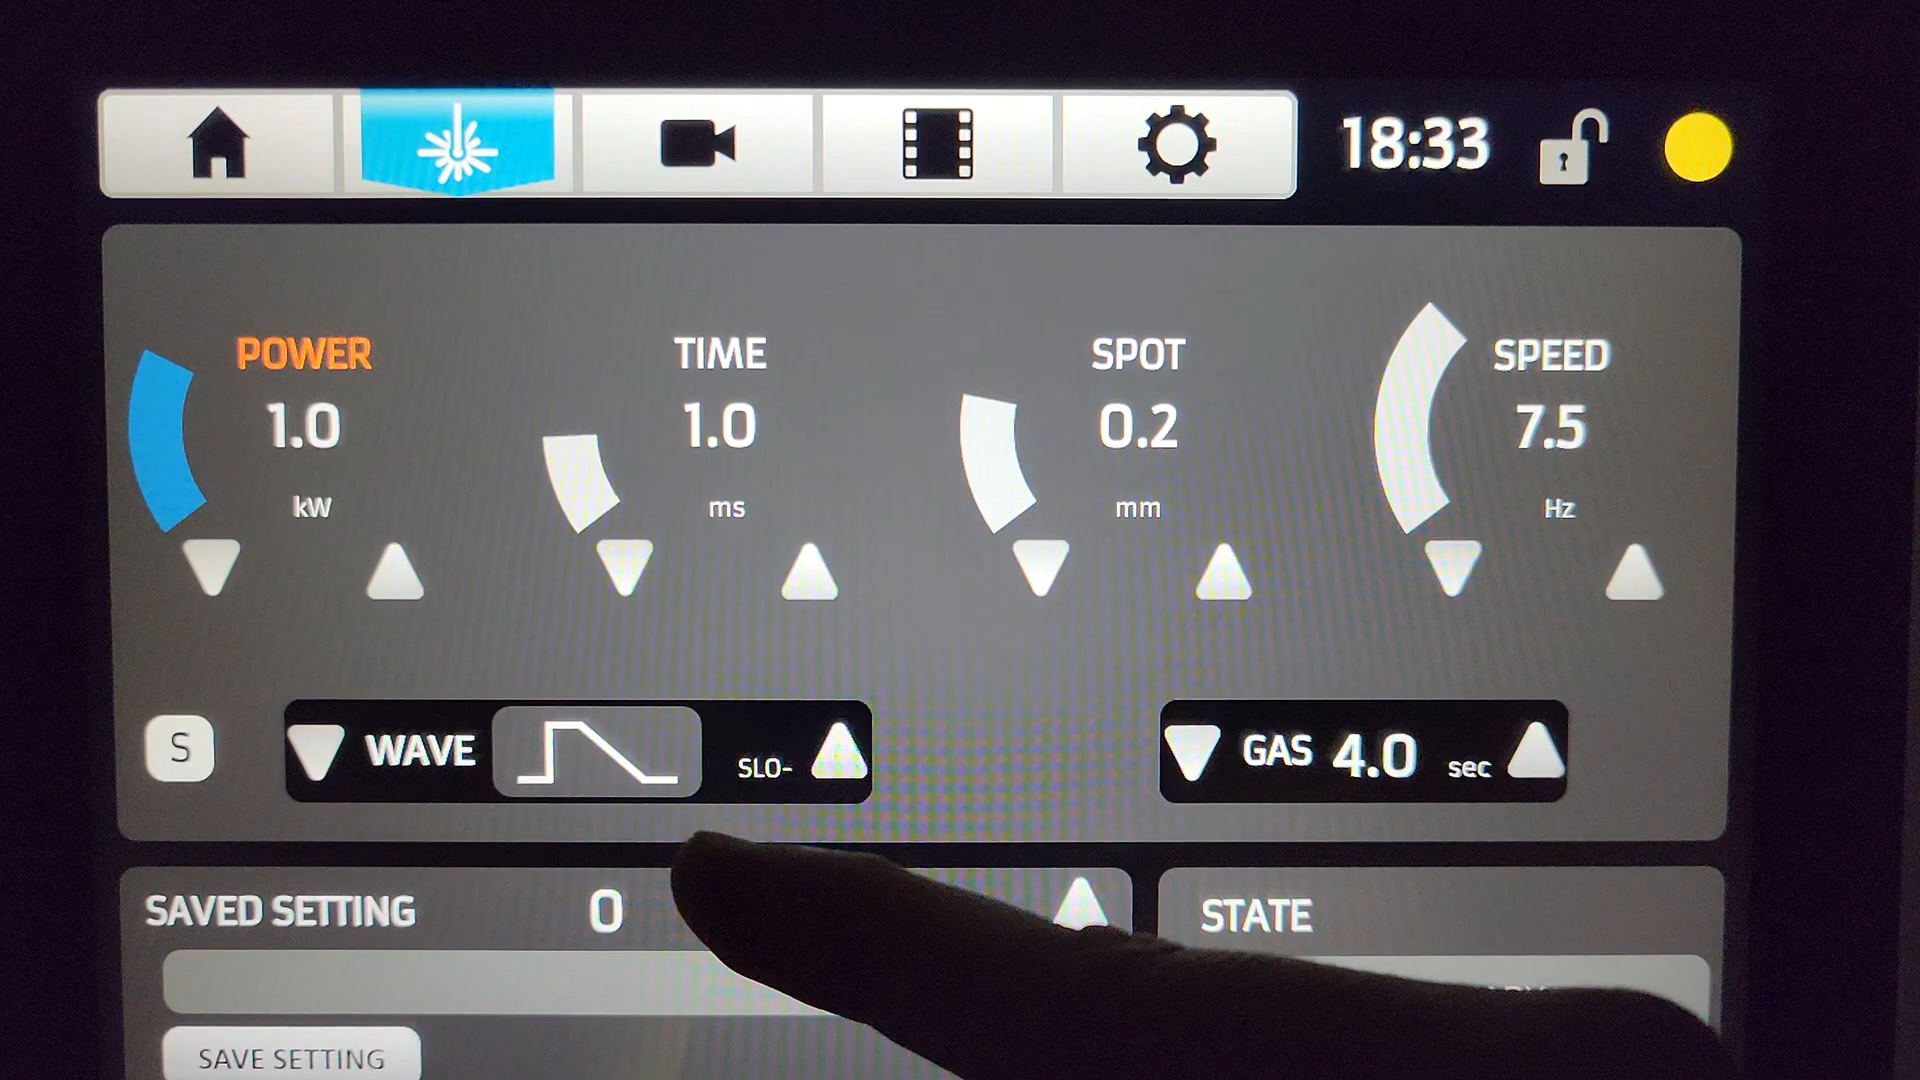 18:33
POWER TIME SPOT SPEED
1.0 1.0 0.2 7.5
kW ms mm Hz
S WAVE SLO- GAS 4.0 sec
SAVED SETTING 0 STATE
SAVE SETTING